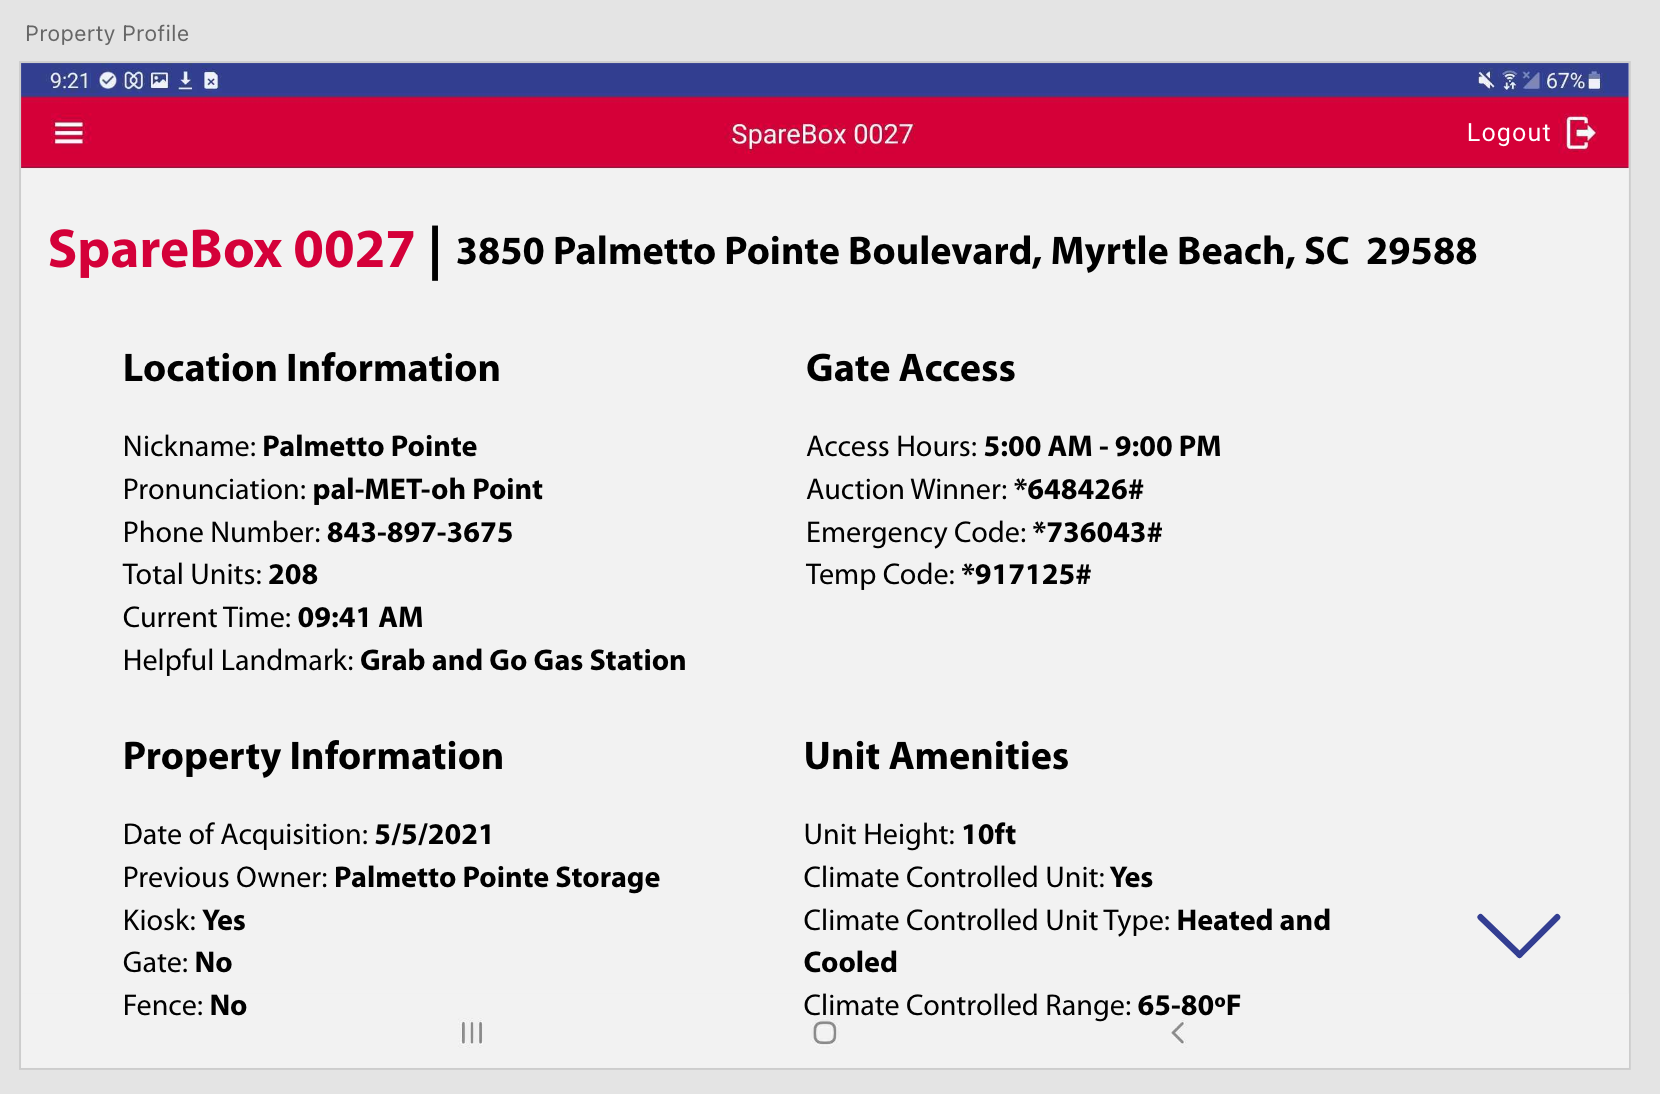 Property Profile
9:21
67%
SpareBox 0027
Logout
SpareBox 0027 | 3850 Palmetto Pointe Boulevard, Myrtle Beach, SC 29588
Location Information
Nickname: Palmetto Pointe
Pronunciation: pal-MET-oh Point
Phone Number: 843-897-3675
Total Units: 208
Current Time: 09:41 AM
Helpful Landmark: Grab and Go Gas Station
Gate Access
Access Hours: 5:00 AM - 9:00 PM
Auction Winner: *648426#
Emergency Code: *736043#
Temp Code: *917125#
Property Information
Date of Acquisition: 5/5/2021
Previous Owner: Palmetto Pointe Storage
Kiosk: Yes
Gate: No
Fence: No
Unit Amenities
Unit Height: 10ft
Climate Controlled Unit: Yes
Climate Controlled Unit Type: Heated and
Cooled
Climate Controlled Range: 65-80ºF